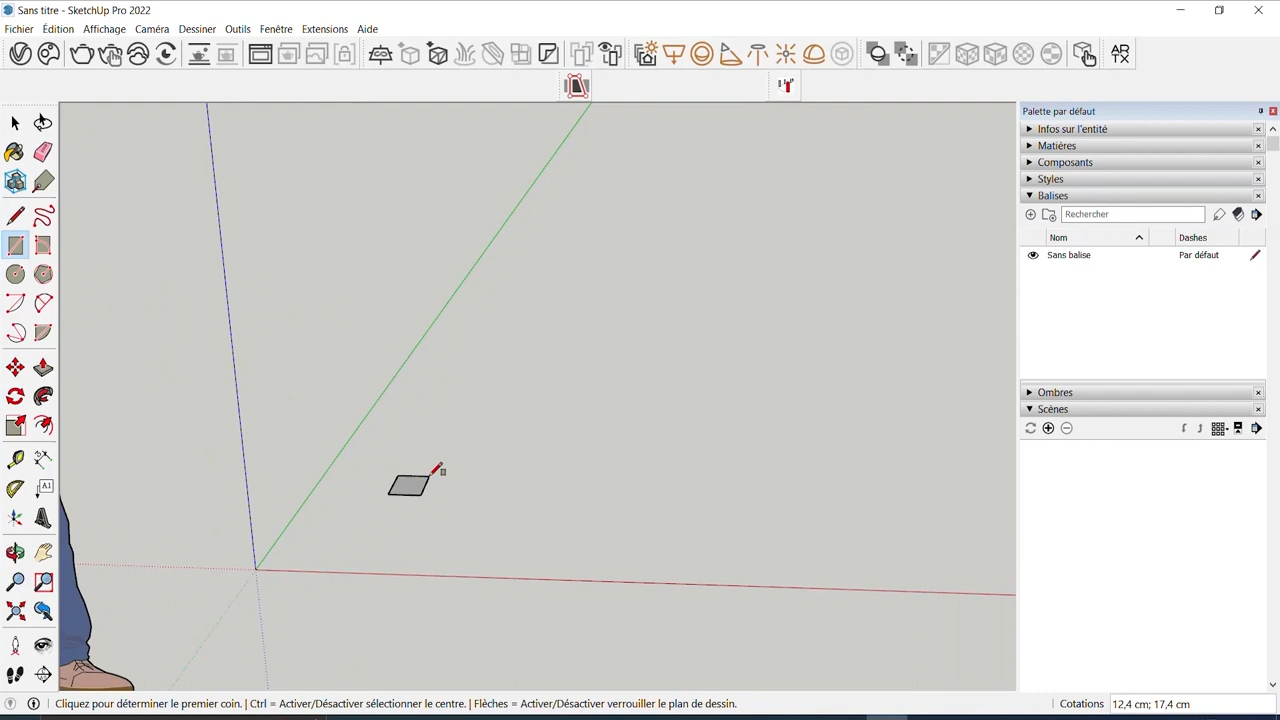 Sans titre - SketchUp Pro 2022
Fichier Édition Affichage Caméra Dessiner Outils Fenêtre Extensions Aide
AR
TX
Palette par défaut
Infos sur l'entité
Matières
Composants
Styles
Balises
Rechercher
Nom Dashes
Sans balise Par défaut
Ombres
Scènes
A1
Cliquez pour déterminer le premier coin. | Ctrl = Activer/Désactiver sélectionner le centre. | Flèches = Activer/Désactiver verrouiller le plan de dessin. Cotations 12,4 cm; 17,4 cm